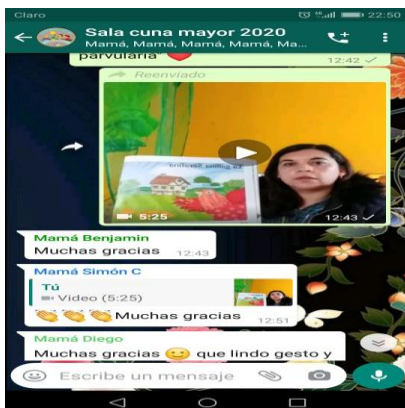 Claro 22:50
Sala cuna mayor 2020
Mamá, Mamá, Mamá, Mamá, Ma...
parvularia"
12:42
Reenviado
5:25 12:43
Mamá Benjamín
Muchas gracias 12:43
Mamá Simón C
Tú
Video (5:25)
Muchas gracias 12:51
Mamá Diego
Muchas gracias que lindo gesto y
Escribe un mensaje